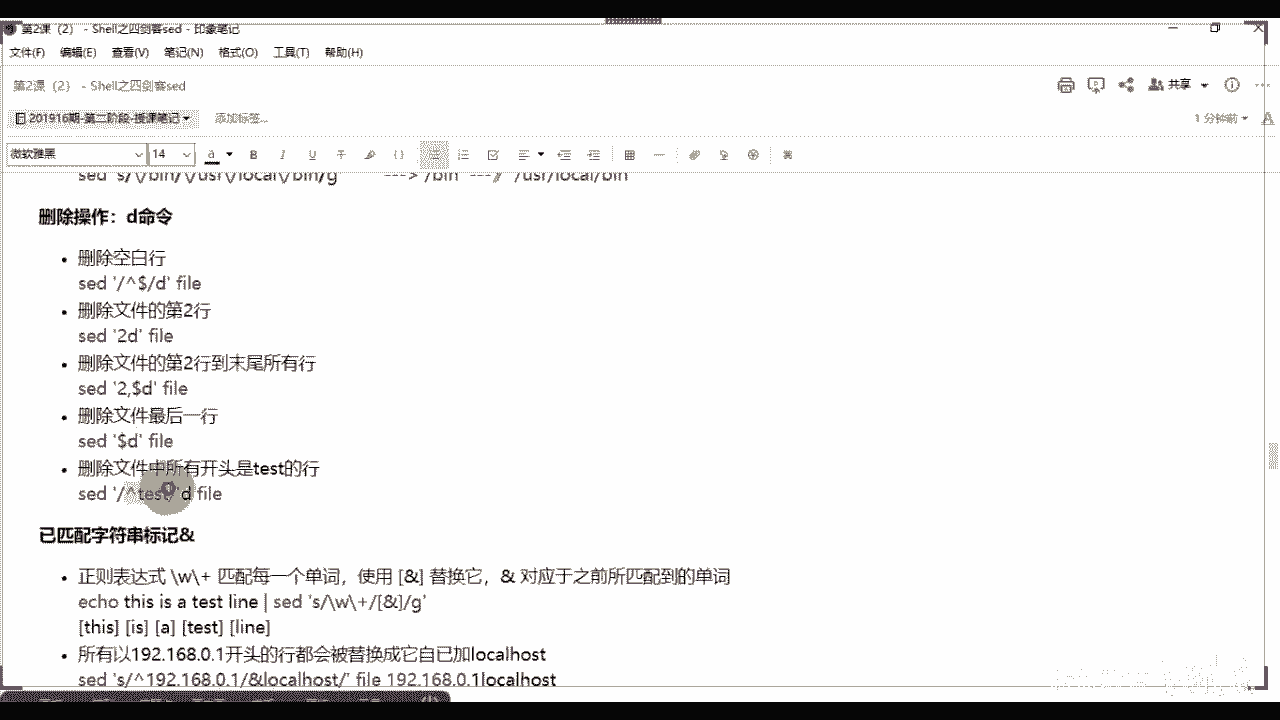 第2课（2） - Shell之四剑客sed - 印象笔记
文件(F) 编辑(E) 查看(V) 笔记(N) 格式(O) 工具(T) 帮助(H)
第2课（2） - Shell之四剑客sed
共享
201916期-第二阶段-授课笔记 添加标签...
1 分钟前
微软雅黑 14
sed 's/\/bin/\/usr\/local\/bin/g' ---> /bin ---》 /usr/local/bin
删除操作：d命令
删除空白行
sed '/^$/d' file
删除文件的第2行
sed '2d' file
删除文件的第2行到末尾所有行
sed '2,$d' file
删除文件最后一行
sed '$d' file
删除文件中所有开头是test的行
sed '/^test/'d file
已匹配字符串标记&
正则表达式 \w\+ 匹配每一个单词，使用 [&] 替换它，& 对应于之前所匹配到的单词
echo this is a test line | sed 's/\w\+/[&]/g'
[this] [is] [a] [test] [line]
所有以192.168.0.1开头的行都会被替换成它自已加localhost
sed 's/^192.168.0.1/&localhost/' file 192.168.0.1localhost